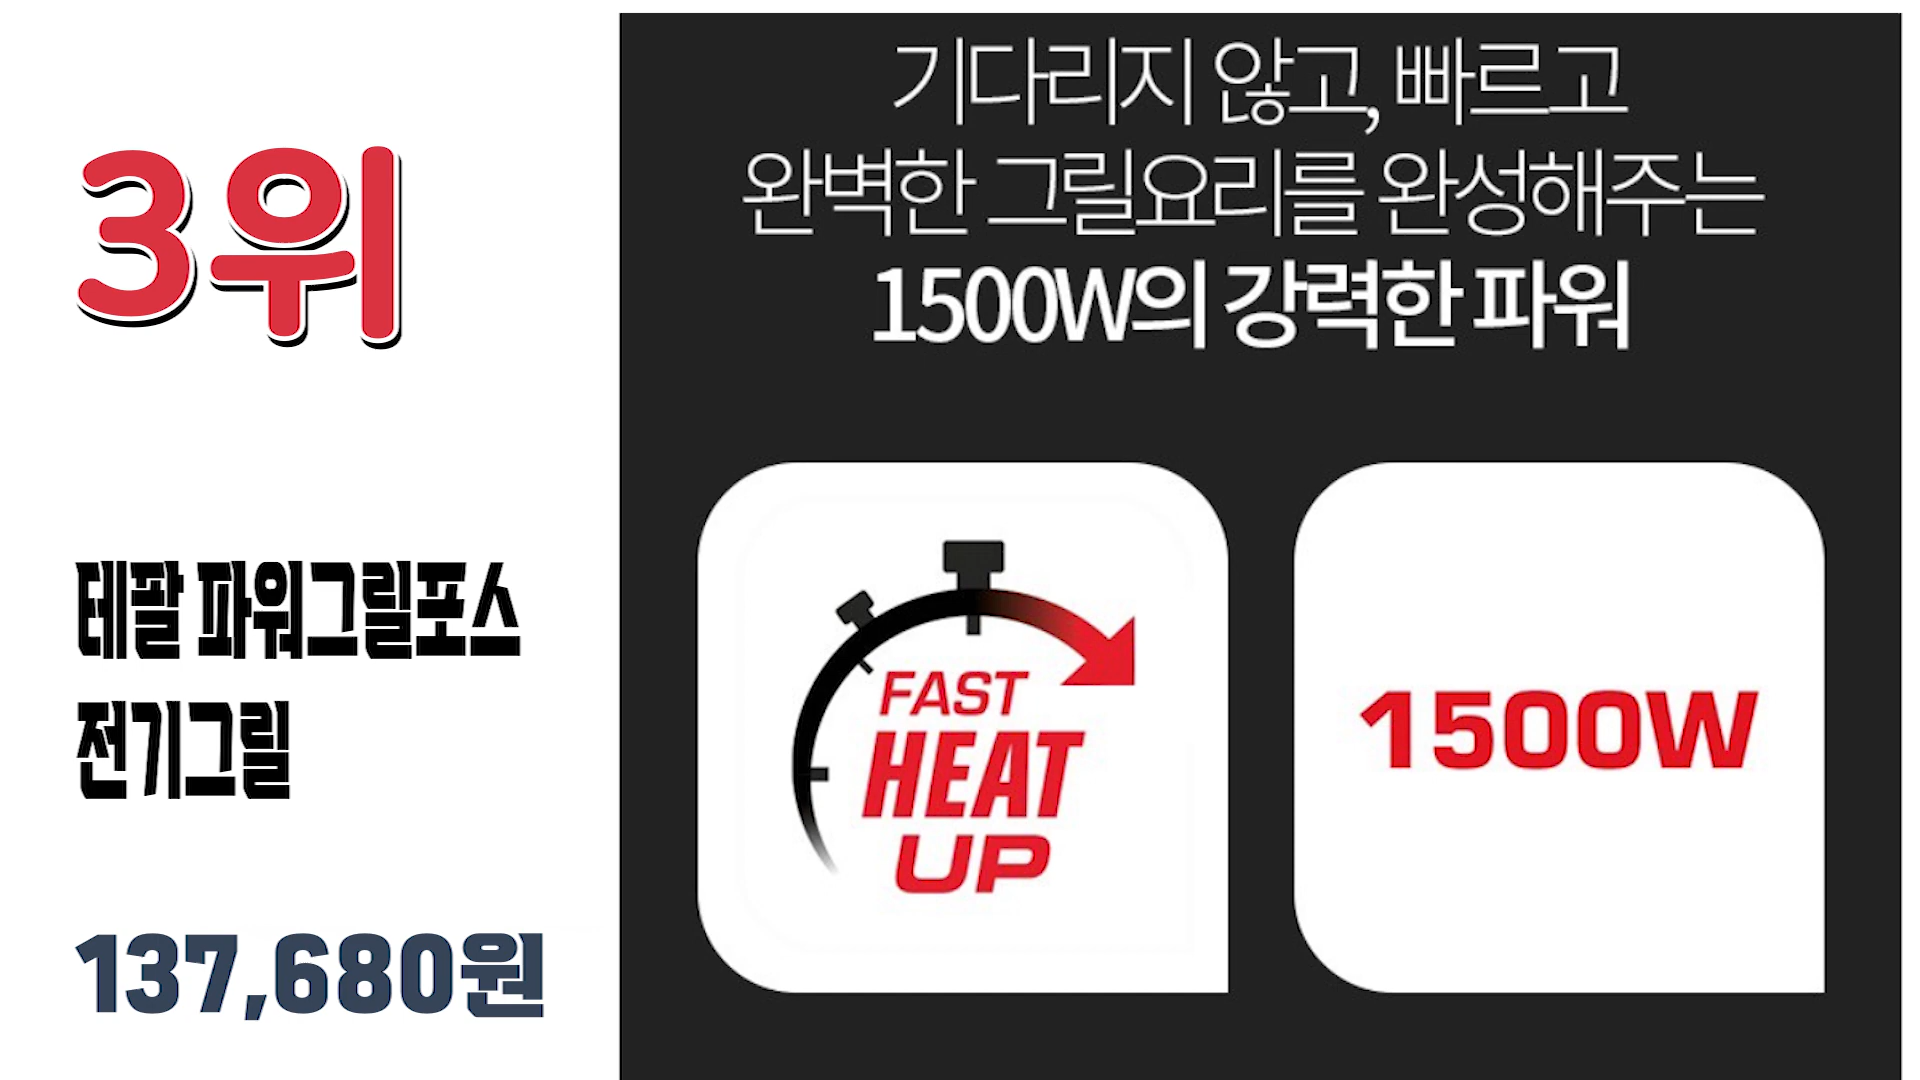 3위
테팔 파워그릴포스
전기그릴
137,680원
기다리지 않고, 빠르고
완벽한 그릴요리를 완성해주는
1500W의 강력한 파워
FAST
HEAT
UP
1500W